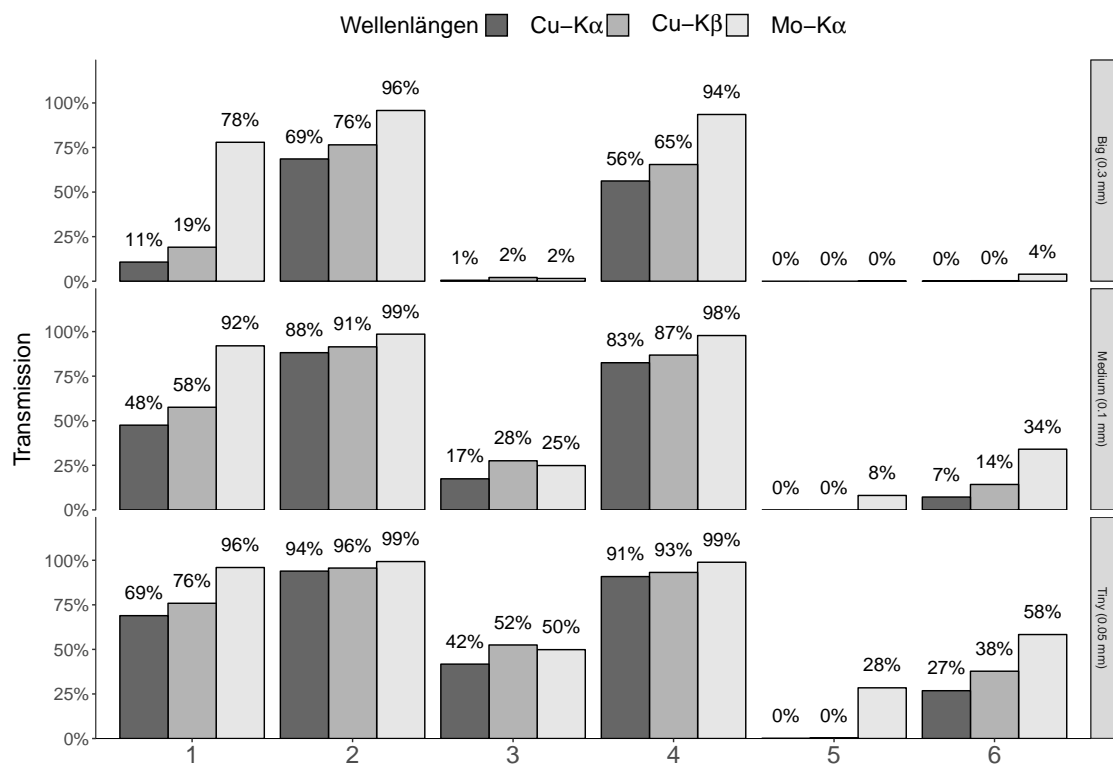 Wellenlängen Cu–Kα Cu–Kβ Mo–Kα
Transmission
100%
75%
50%
25%
0%
11% 19% 78% 69% 76% 96% 1% 2% 2% 56% 65% 94% 0% 0% 0% 0% 0% 4%
Big (0.3 mm)
100%
75%
50%
25%
0%
48% 58% 92% 88% 91% 99% 17% 28% 25% 83% 87% 98% 0% 0% 8% 7% 14% 34%
Medium (0.1 mm)
100%
75%
50%
25%
0%
69% 76% 96% 94% 96% 99% 42% 52% 50% 91% 93% 99% 0% 0% 28% 27% 38% 58%
Tiny (0.05 mm)
1 2 3 4 5 6